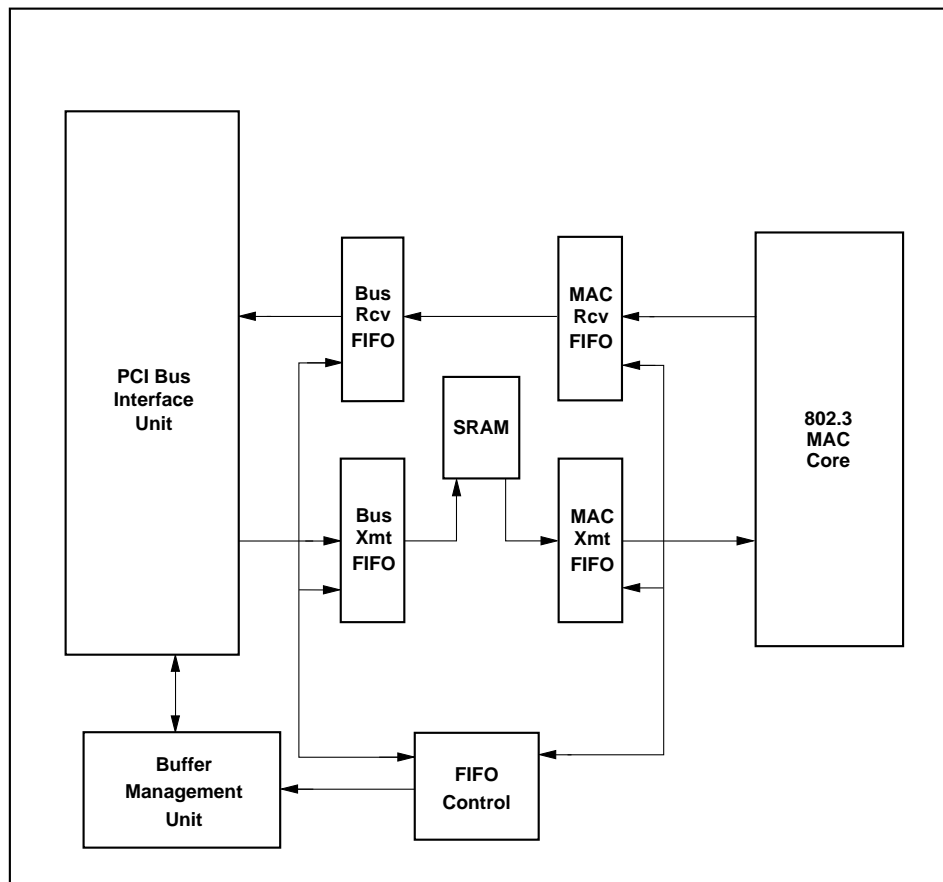 PCI Bus
Interface
Unit
Bus
Rcv
FIFO
MAC
Rcv
FIFO
SRAM
802.3
MAC
Core
Bus
Xmt
FIFO
MAC
Xmt
FIFO
Buffer
Management
Unit
FIFO
Control